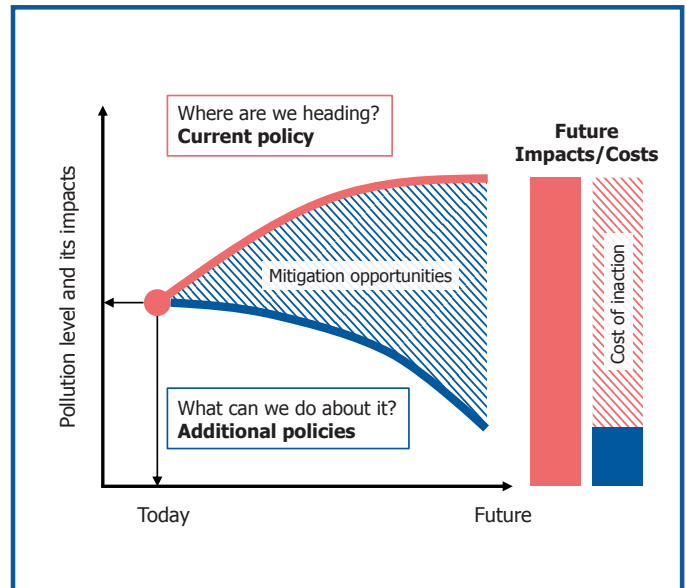 Where are we heading?
Current policy
Future
Impacts/Costs
Pollution level and its impacts
Mitigation opportunities
Cost of inaction
What can we do about it?
Additional policies
Today
Future